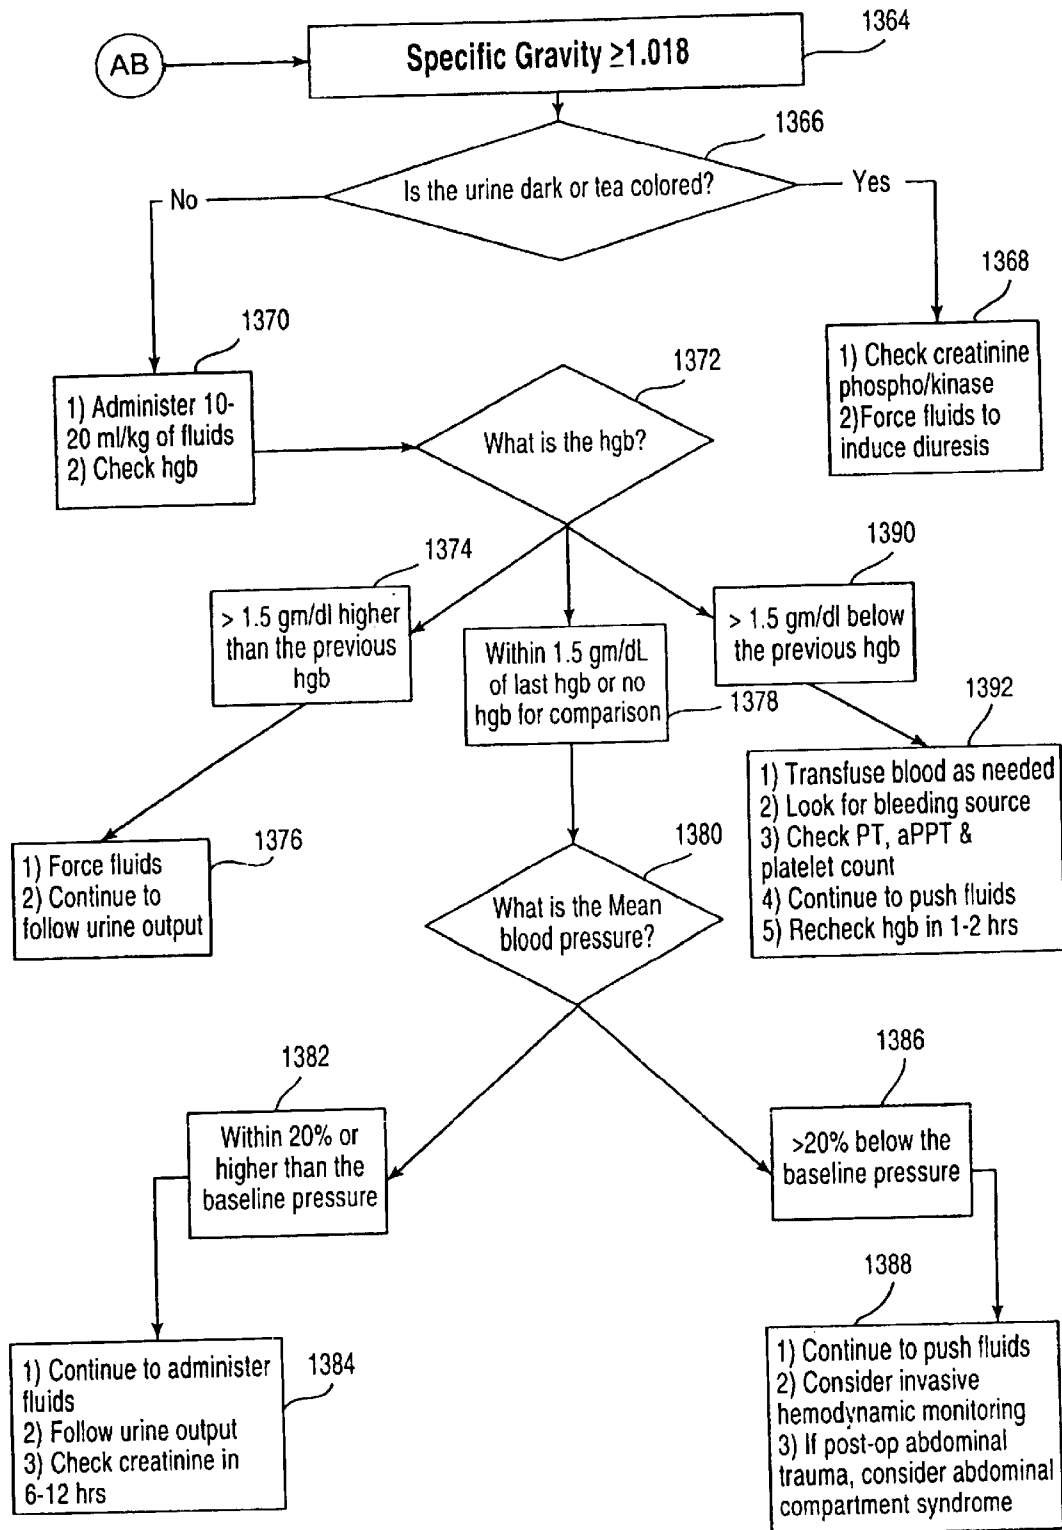 AB
Specific Gravity ≥1.018
1364
1366
Is the urine dark or tea colored?
No
Yes
1368
1) Check creatinine
phospho/kinase
2)Force fluids to
induce diuresis
1370
1) Administer 10-
20 ml/kg of fluids
2) Check hgb
1372
What is the hgb?
1374
> 1.5 gm/dl higher
than the previous
hgb
1390
> 1.5 gm/dl below
the previous hgb
Within 1.5 gm/dL
of last hgb or no
hgb for comparison
1378
1392
1) Transfuse blood as needed
2) Look for bleeding source
3) Check PT, aPPT &
platelet count
4) Continue to push fluids
5) Recheck hgb in 1-2 hrs
1376
1) Force fluids
2) Continue to
follow urine output
1380
What is the Mean
blood pressure?
1382
Within 20% or
higher than the
baseline pressure
1386
>20% below the
baseline pressure
1384
1) Continue to administer
fluids
2) Follow urine output
3) Check creatinine in
6-12 hrs
1388
1) Continue to push fluids
2) Consider invasive
hemodynamic monitoring
3) If post-op abdominal
trauma, consider abdominal
compartment syndrome